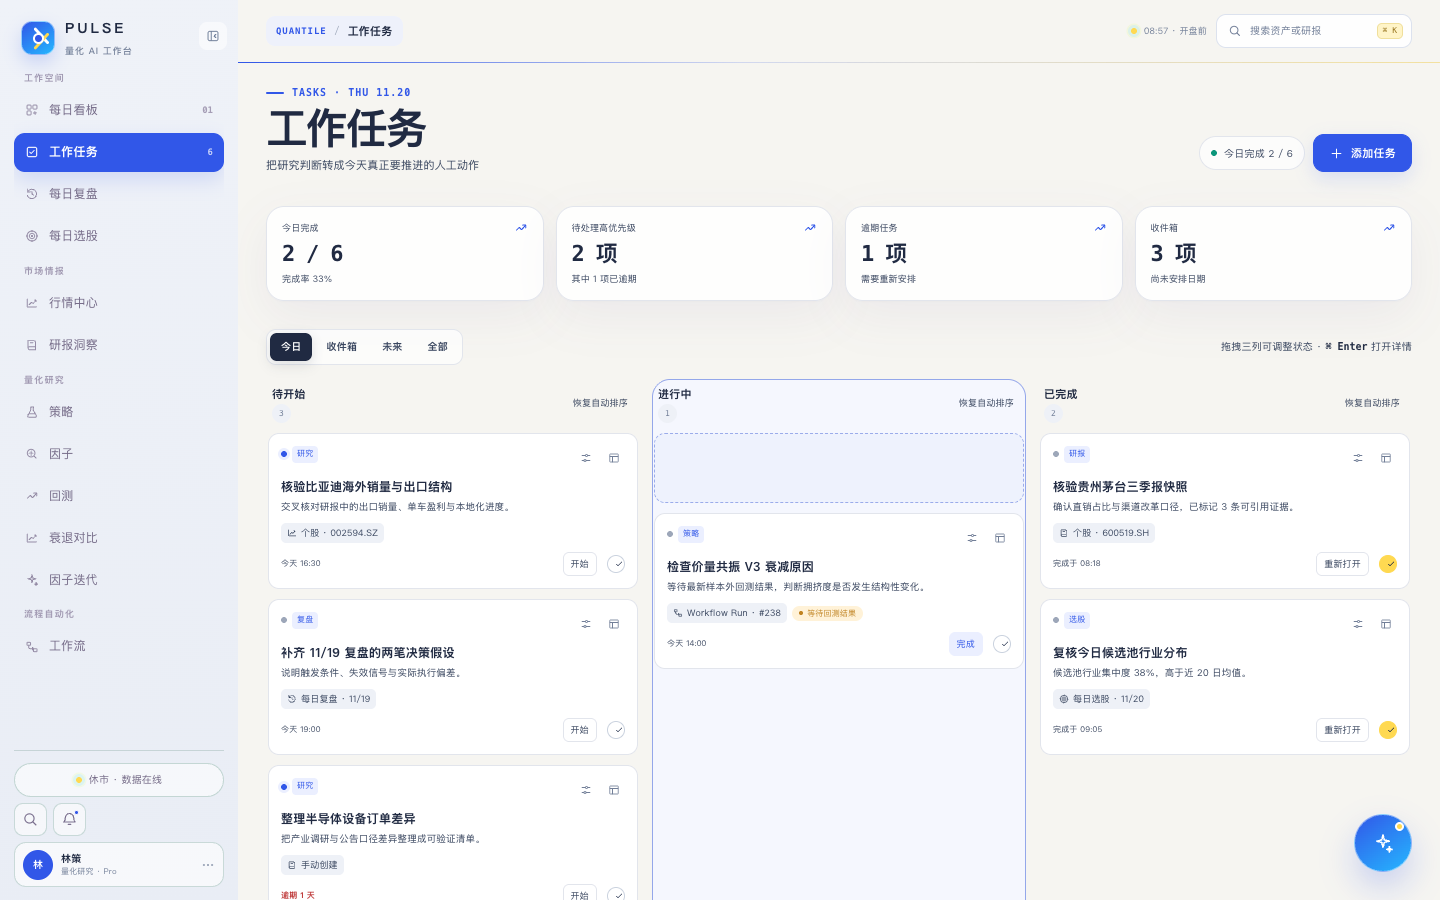 PULSE
量化 AI 工作台
工作空间
每日看板 01
工作任务 6
每日复盘
每日选股
市场情报
行情中心
研报洞察
量化研究
策略
因子
回测
衰退对比
因子迭代
流程自动化
工作流
休市 · 数据在线
林
林策
量化研究 · Pro
QUANTILE / 工作任务
08:57 · 开盘前
搜索资产或研报 ⌘ K
TASKS · THU 11.20
工作任务
把研究判断转成今天真正要推进的人工动作
今日完成 2 / 6
添加任务
今日完成
2 / 6
完成率 33%
待处理高优先级
2 项
其中 1 项已逾期
逾期任务
1 项
需要重新安排
收件箱
3 项
尚未安排日期
今日 收件箱 未来 全部
拖拽三列可调整状态 · ⌘ Enter 打开详情
待开始
3
恢复自动排序
研究
核验比亚迪海外销量与出口结构
交叉核对研报中的出口销量、单车盈利与本地化进度。
个股 · 002594.SZ
今天 16:30 开始
复盘
补齐 11/19 复盘的两笔决策假设
说明触发条件、失效信号与实际执行偏差。
每日复盘 · 11/19
今天 19:00 开始
研究
整理半导体设备订单差异
把产业调研与公告口径差异整理成可验证清单。
手动创建
逾期 1 天 开始
进行中
1
恢复自动排序
策略
检查价量共振 V3 衰减原因
等待最新样本外回测结果，判断拥挤度是否发生结构性变化。
Workflow Run · #238 等待回测结果
今天 14:00 完成
已完成
2
恢复自动排序
研报
核验贵州茅台三季报快照
确认直销占比与渠道改革口径，已标记 3 条可引用证据。
个股 · 600519.SH
完成于 08:18 重新打开
选股
复核今日候选池行业分布
候选池行业集中度 38%，高于近 20 日均值。
每日选股 · 11/20
完成于 09:05 重新打开